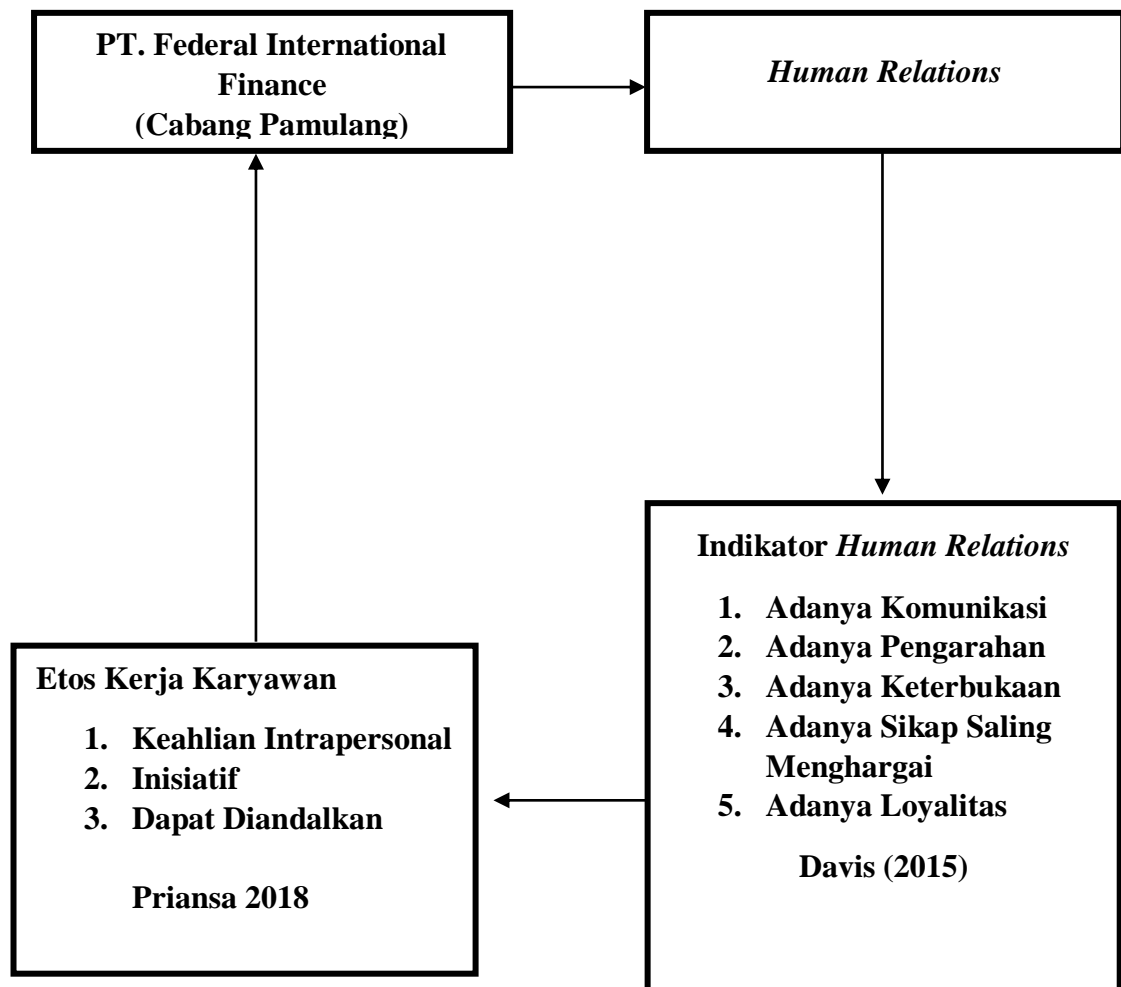 PT. Federal International
Finance
(Cabang Pamulang)
Human Relations
Indikator Human Relations
1. Adanya Komunikasi
2. Adanya Pengarahan
3. Adanya Keterbukaan
4. Adanya Sikap Saling
Menghargai
5. Adanya Loyalitas
Davis (2015)
Etos Kerja Karyawan
1. Keahlian Intrapersonal
2. Inisiatif
3. Dapat Diandalkan
Priansa 2018